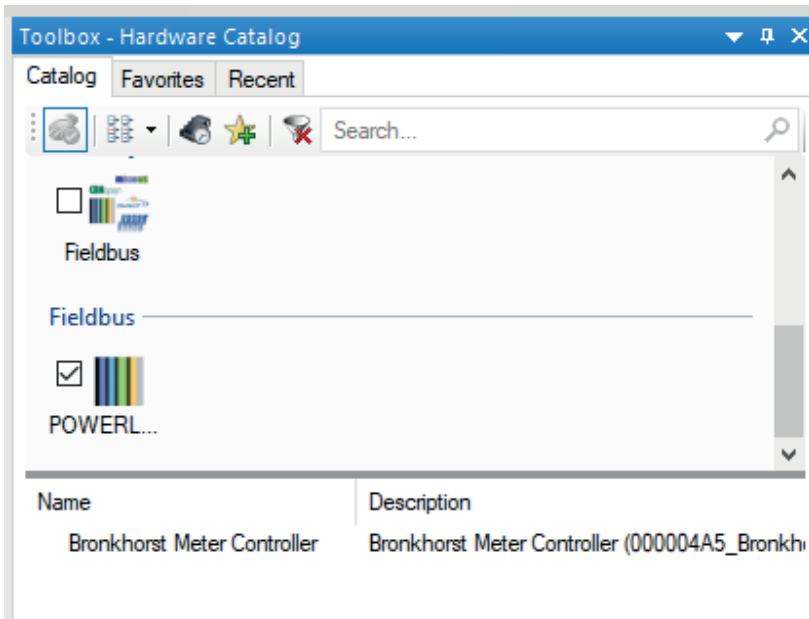 Toolbox - Hardware Catalog
Catalog Favorites Recent
Search...
Fieldbus
Fieldbus
POWERL...
Name Description
Bronkhorst Meter Controller Bronkhorst Meter Controller (000004A5_Bronkh